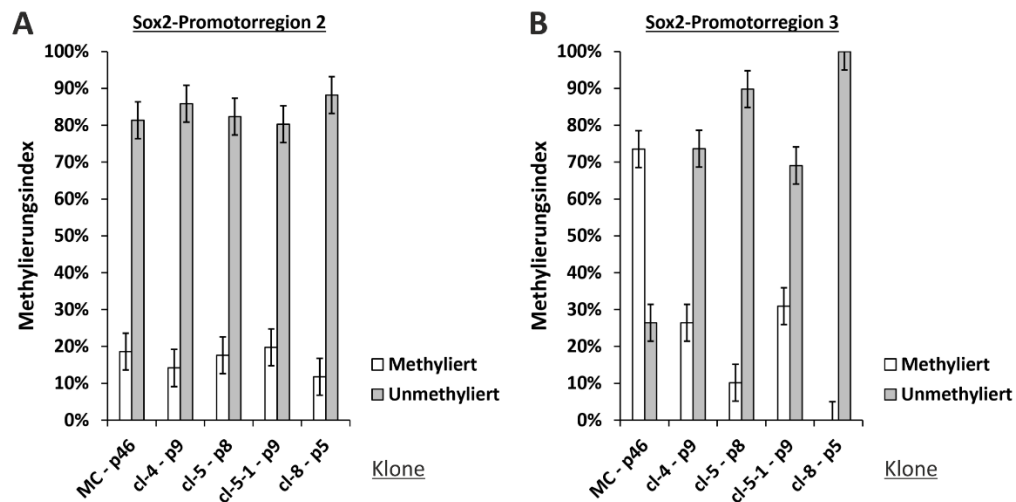 A
Sox2-Promotorregion 2
Methylierungsindex
100%
90%
80%
70%
60%
50%
40%
30%
20%
10%
0%
MC - p46
cl-4 - p9
cl-5 - p8
cl-5-1 - p9
cl-8 - p5
Methyliert
Unmethyliert
Klone
B
Sox2-Promotorregion 3
Methylierungsindex
100%
90%
80%
70%
60%
50%
40%
30%
20%
10%
0%
MC - p46
cl-4 - p9
cl-5 - p8
cl-5-1 - p9
cl-8 - p5
Methyliert
Unmethyliert
Klone